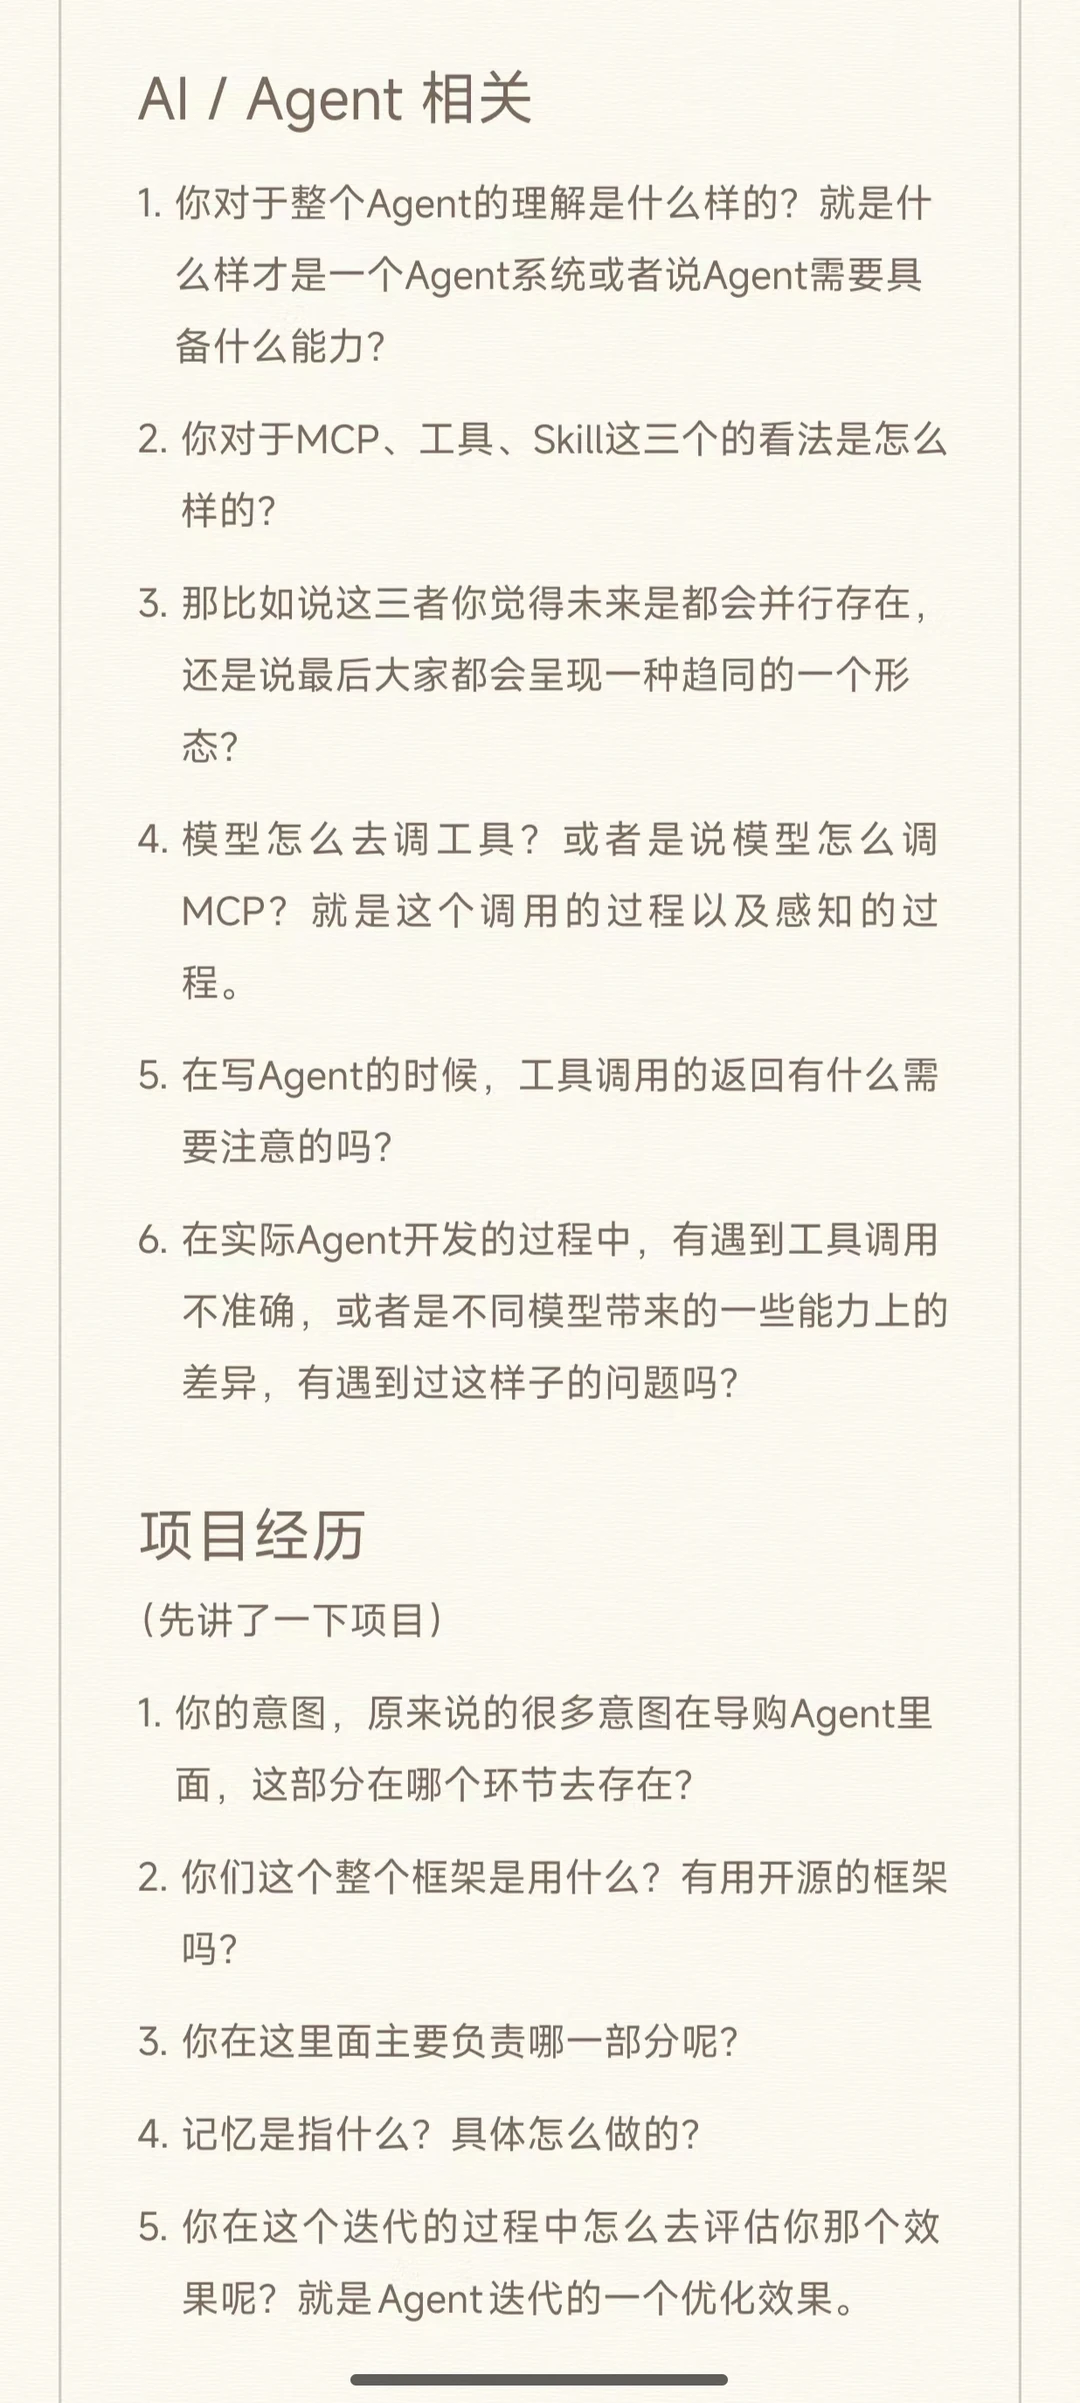 AI / Agent 相关
1. 你对于整个Agent的理解是什么样的？就是什
么样才是一个Agent系统或者说Agent需要具
备什么能力？
2. 你对于MCP、工具、Skill这三个的看法是怎么
样的？
3. 那比如说这三者你觉得未来是都会并行存在，
还是说最后大家都会呈现一种趋同的一个形
态？
4. 模型怎么去调工具？或者是说模型怎么调
MCP？就是这个调用的过程以及感知的过
程。
5. 在写Agent的时候，工具调用的返回有什么需
要注意的吗？
6. 在实际Agent开发的过程中，有遇到工具调用
不准确，或者是不同模型带来的一些能力上的
差异，有遇到过这样子的问题吗？
项目经历
（先讲了一下项目）
1. 你的意图，原来说的很多意图在导购Agent里
面，这部分在哪个环节去存在？
2. 你们这个整个框架是用什么？有用开源的框架
吗？
3. 你在这里面主要负责哪一部分呢？
4. 记忆是指什么？具体怎么做的？
5. 你在这个迭代的过程中怎么去评估你那个效
果呢？就是Agent迭代的一个优化效果。